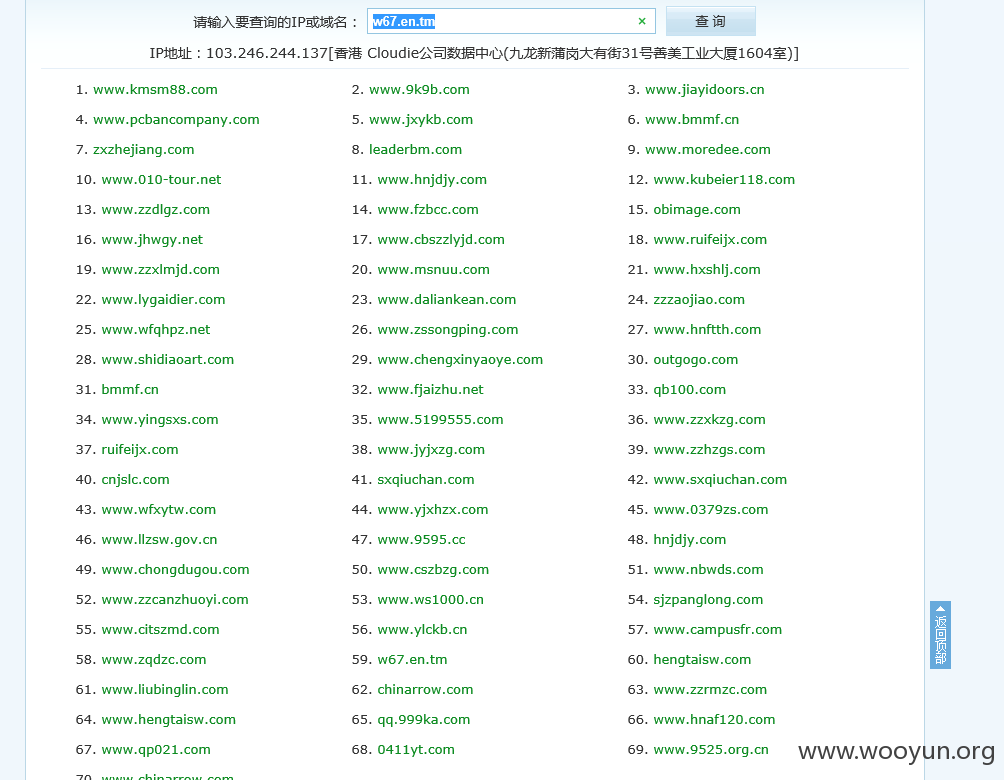 请输入要查询的IP或域名： w67.en.tm × 查 询
IP地址：103.246.244.137[香港 Cloudie公司数据中心(九龙新蒲岗大有街31号善美工业大厦1604室)]
1. www.kmsm88.com 2. www.9k9b.com 3. www.jiayidoors.cn
4. www.pcbancompany.com 5. www.jxykb.com 6. www.bmmf.cn
7. zxzhejiang.com 8. leaderbm.com 9. www.moredee.com
10. www.010-tour.net 11. www.hnjdjy.com 12. www.kubeier118.com
13. www.zzdlgz.com 14. www.fzbcc.com 15. obimage.com
16. www.jhwgy.net 17. www.cbszzlyjd.com 18. www.ruifeijx.com
19. www.zzxlmjd.com 20. www.msnuu.com 21. www.hxshlj.com
22. www.lygaidier.com 23. www.daliankean.com 24. zzzaojiao.com
25. www.wfqhpz.net 26. www.zssongping.com 27. www.hnftth.com
28. www.shidiaoart.com 29. www.chengxinyaoye.com 30. outgogo.com
31. bmmf.cn 32. www.fjaizhu.net 33. qb100.com
34. www.yingsxs.com 35. www.5199555.com 36. www.zzxkzg.com
37. ruifeijx.com 38. www.jyjxzg.com 39. www.zzhzgs.com
40. cnjslc.com 41. sxqiuchan.com 42. www.sxqiuchan.com
43. www.wfxytw.com 44. www.yjxhzx.com 45. www.0379zs.com
46. www.llzsw.gov.cn 47. www.9595.cc 48. hnjdjy.com
49. www.chongdugou.com 50. www.cszbzg.com 51. www.nbwds.com
52. www.zzcanzhuoyi.com 53. www.ws1000.cn 54. sjzpanglong.com
55. www.citszmd.com 56. www.ylckb.cn 57. www.campusfr.com
58. www.zqdzc.com 59. w67.en.tm 60. hengtaisw.com
61. www.liubinglin.com 62. chinarrow.com 63. www.zzrmzc.com
64. www.hengtaisw.com 65. qq.999ka.com 66. www.hnaf120.com
67. www.qp021.com 68. 0411yt.com 69. www.9525.org.cn
70. www.chinarrow.com
返回顶部
www.wooyun.org